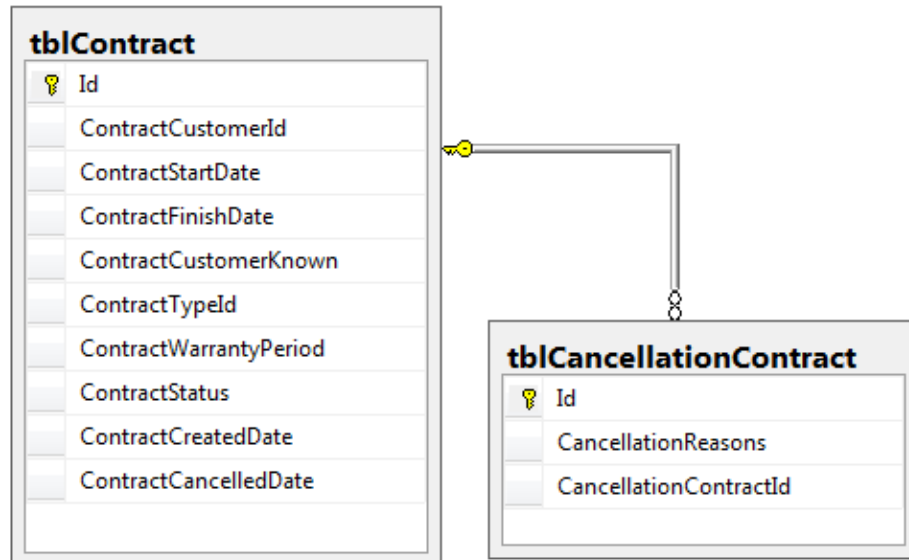 tblContract
Id
ContractCustomerId
ContractStartDate
ContractFinishDate
ContractCustomerKnown
ContractTypeId
ContractWarrantyPeriod
ContractStatus
ContractCreatedDate
ContractCancelledDate
tblCancellationContract
Id
CancellationReasons
CancellationContractId